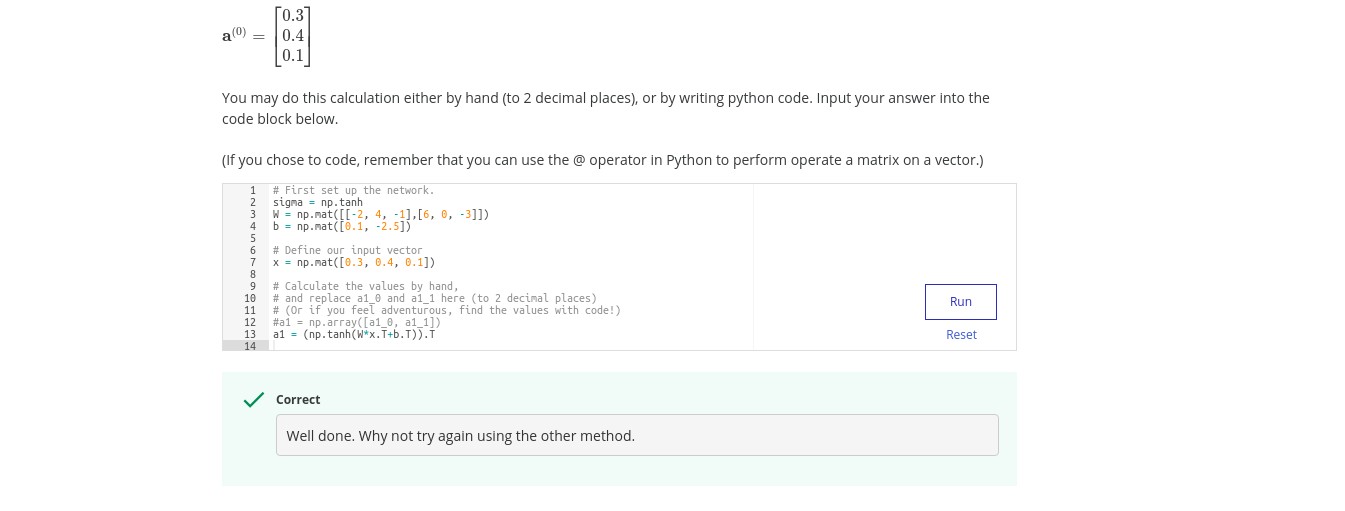 a(0) = [0.3
0.4
0.1]
You may do this calculation either by hand (to 2 decimal places), or by writing python code. Input your answer into the
code block below.
(If you chose to code, remember that you can use the @ operator in Python to perform operate a matrix on a vector.)
1 # First set up the network.
2 sigma = np.tanh
3 W = np.mat([[-2, 4, -1],[6, 0, -3]])
4 b = np.mat([0.1, -2.5])
5
6 # Define our input vector
7 x = np.mat([0.3, 0.4, 0.1])
8
9 # Calculate the values by hand,
10 # and replace a1_0 and a1_1 here (to 2 decimal places)
11 # (Or if you feel adventurous, find the values with code!)
12 #a1 = np.array([a1_0, a1_1])
13 a1 = (np.tanh(W*x.T+b.T)).T
14
Run
Reset
Correct
Well done. Why not try again using the other method.